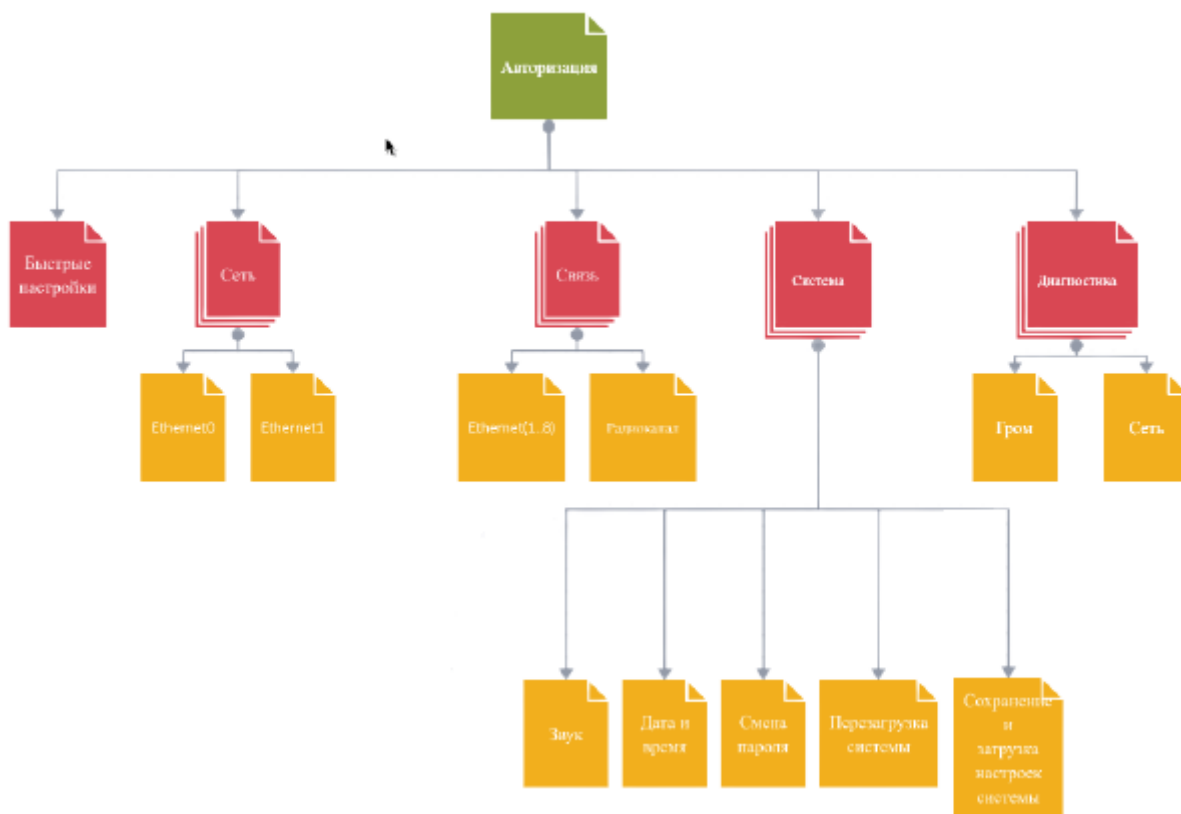 Авторизация
Быстрые
настройки
Сеть
Связь
Система
Диагностика
Ethernet0
Ethernet1
Ethernet(1..8)
Радиоканал
Гром
Сеть
Звук
Дата и
время
Смена
пароля
Перезагрузка
системы
Сохранение
и
загрузка
настроек
системы